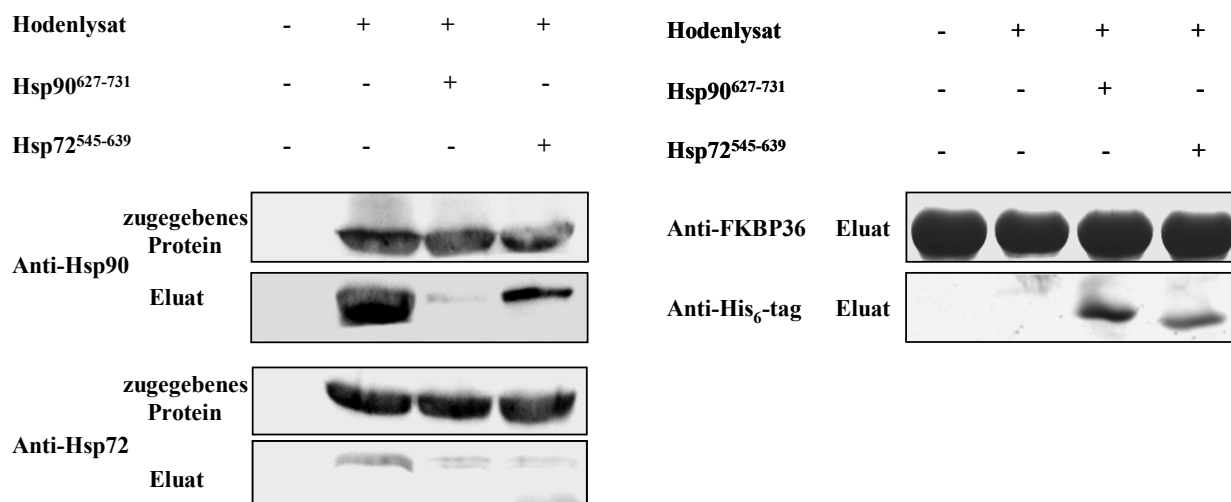 Hodenlysat - + + +
Hsp90627-731 - - + -
Hsp72545-639 - - - +
zugegebenes
Protein
Anti-Hsp90
Eluat
zugegebenes
Protein
Anti-Hsp72
Eluat
Hodenlysat - + + +
Hsp90627-731 - - + -
Hsp72545-639 - - - +
Anti-FKBP36 Eluat
Anti-His6-tag Eluat